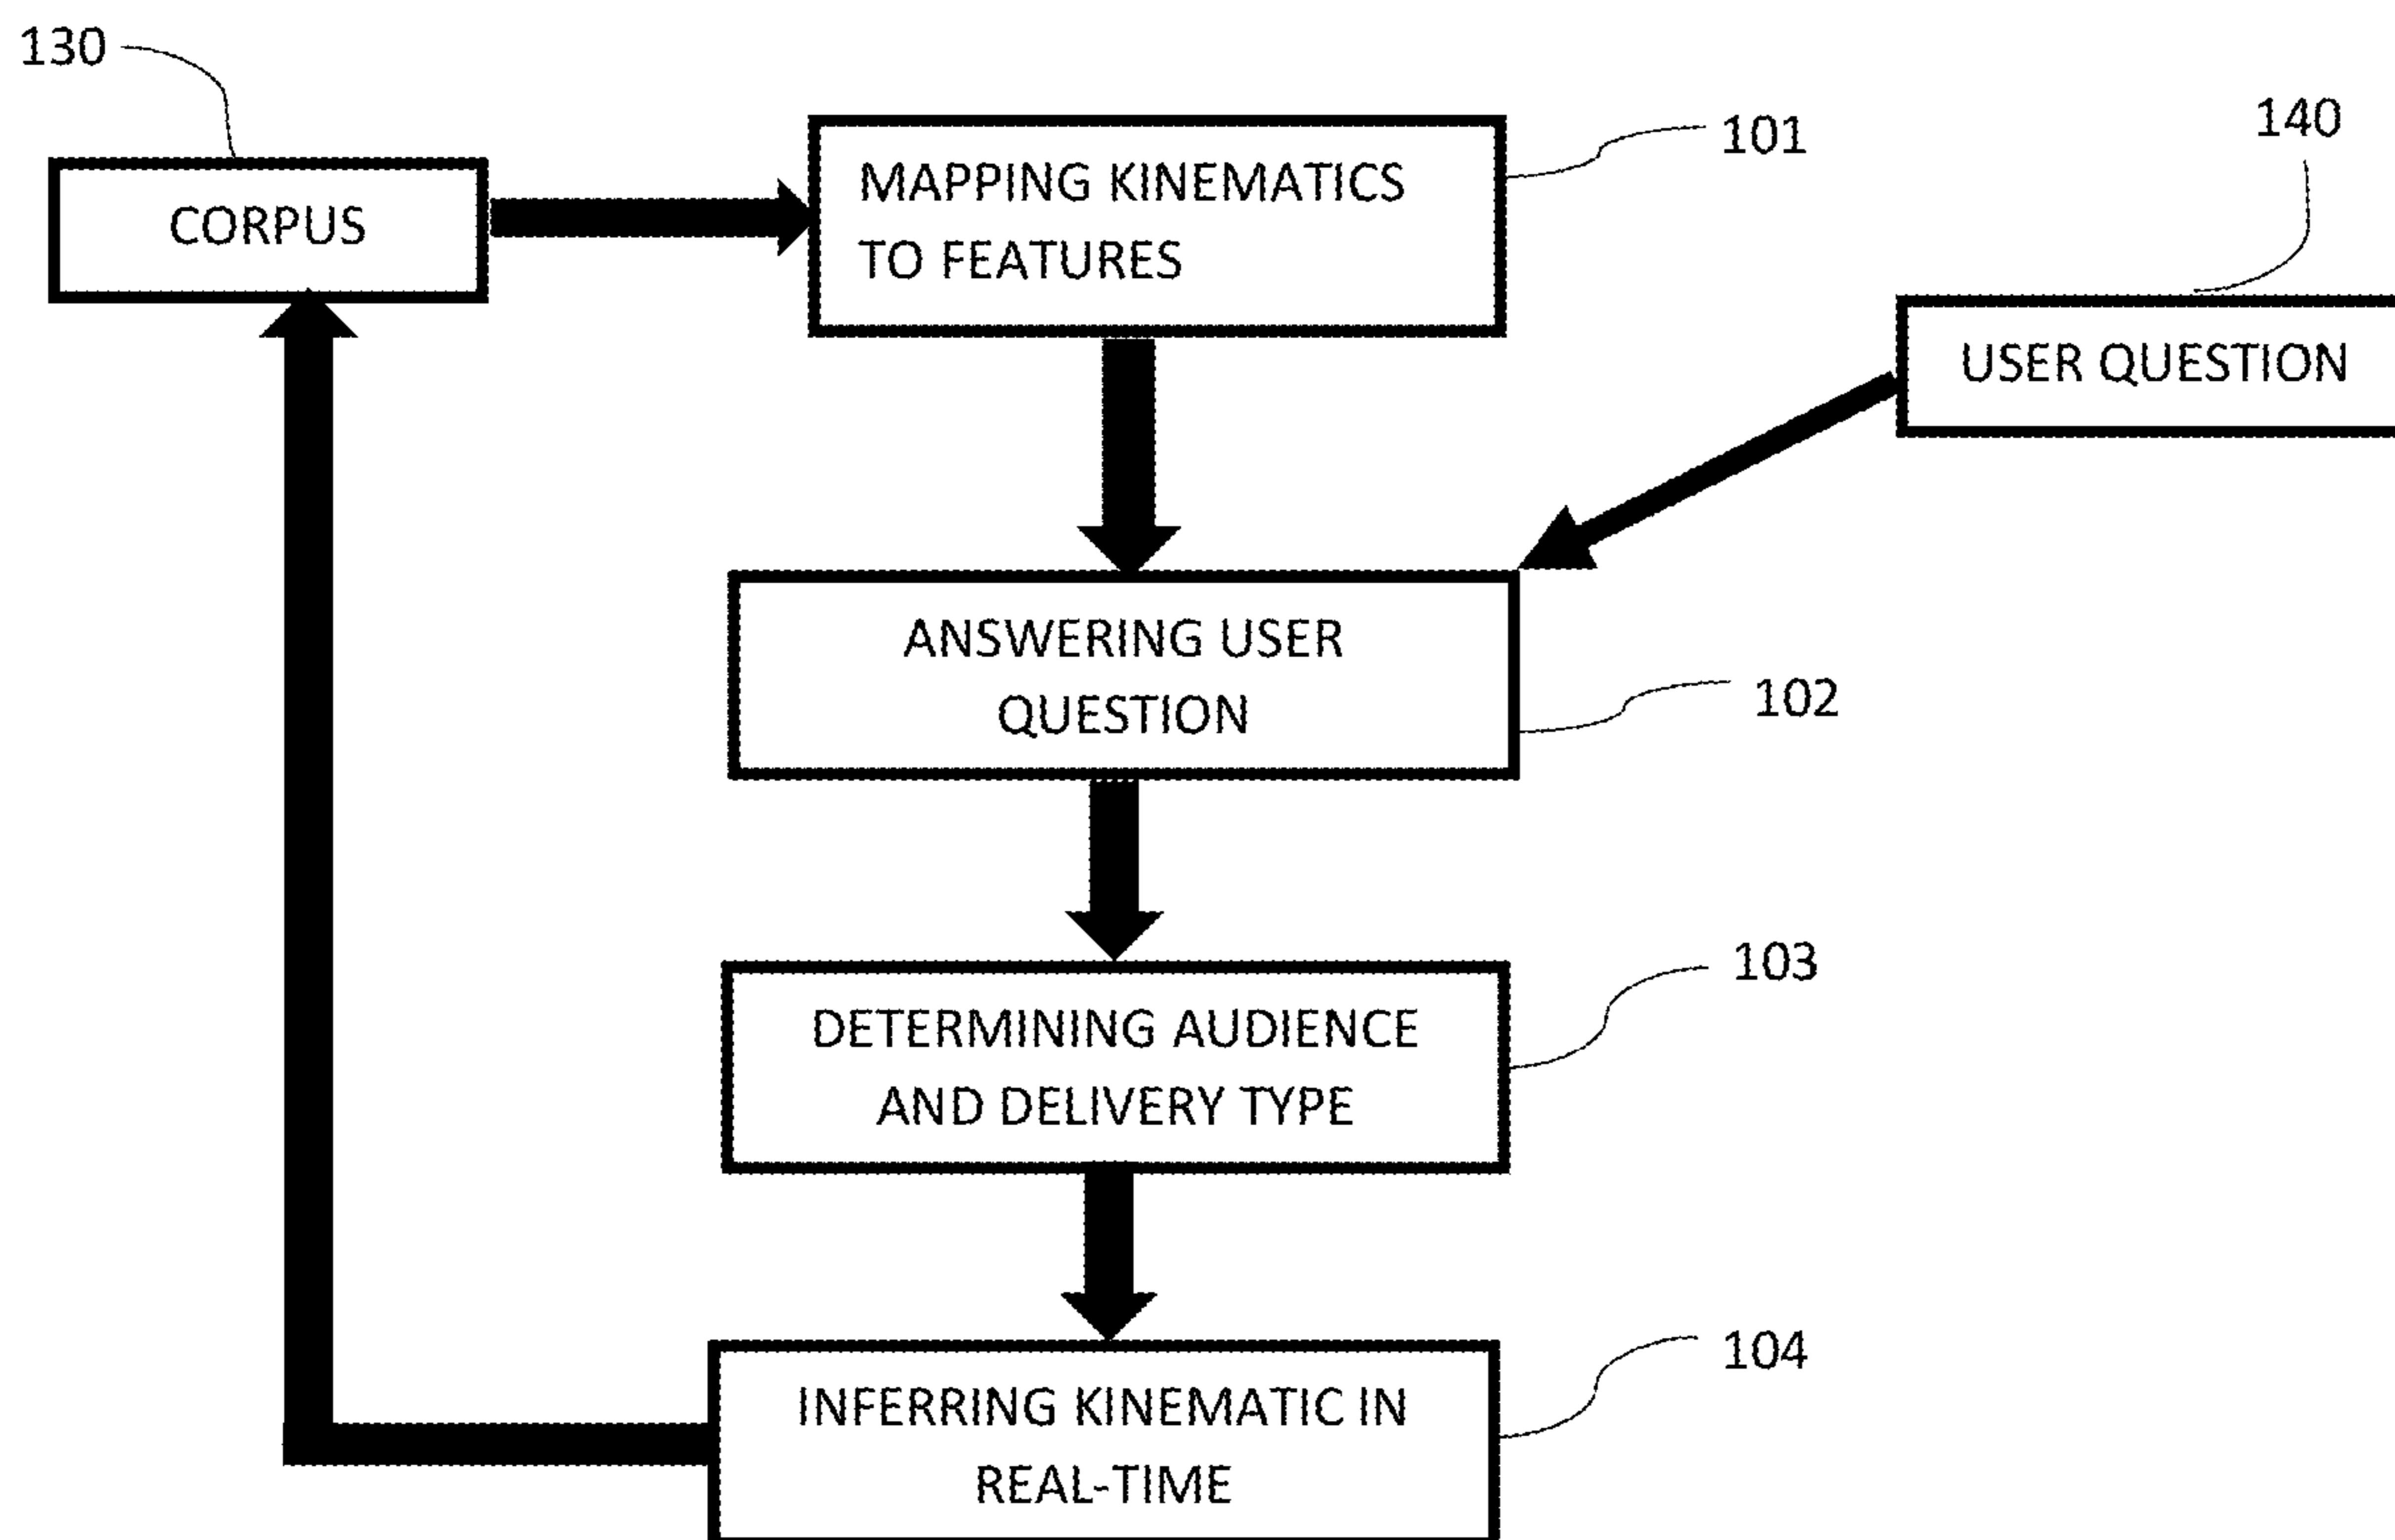 130
CORPUS
MAPPING KINEMATICS
TO FEATURES
101
140
USER QUESTION
ANSWERING USER
QUESTION
102
DETERMINING AUDIENCE
AND DELIVERY TYPE
103
INFERRING KINEMATIC IN
REAL-TIME
104